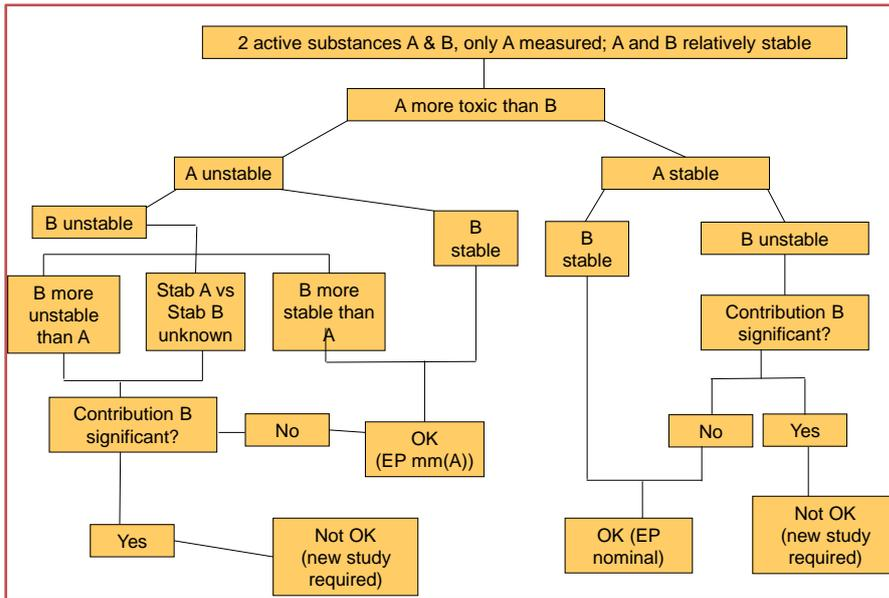 2 active substances A & B, only A measured; A and B relatively stable
A more toxic than B
A unstable
A stable
B unstable
B
stable
B
stable
B unstable
B more
unstable
than A
Stab A vs
Stab B
unknown
B more
stable than
A
Contribution B
significant?
Contribution B
significant?
No
OK
(EP mm(A))
No
Yes
Yes
Not OK
(new study
required)
OK (EP
nominal)
Not OK
(new study
required)